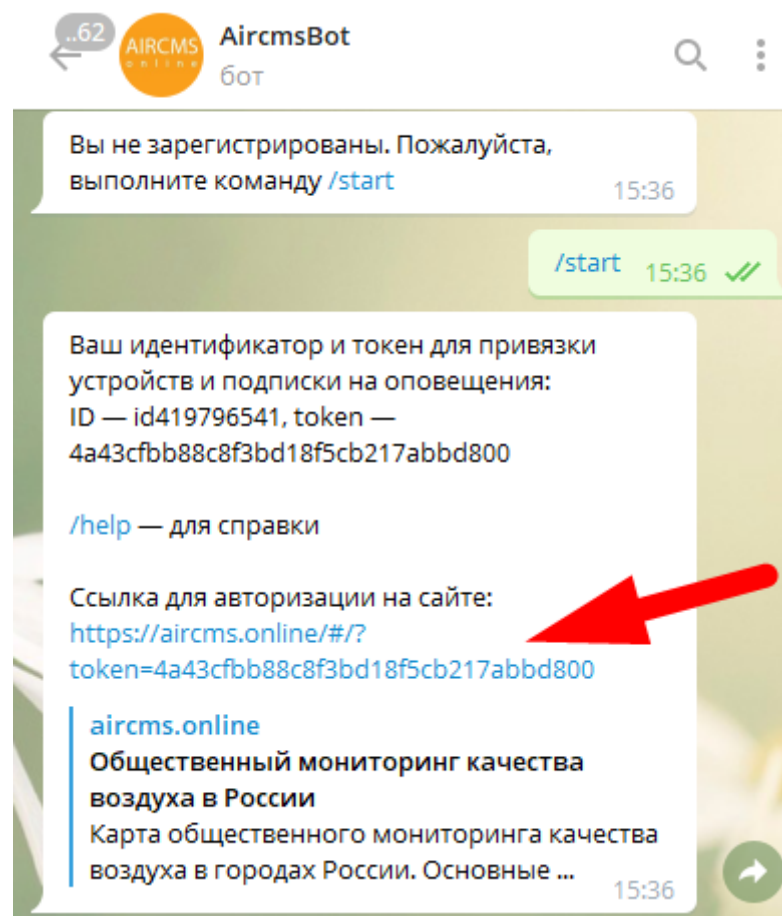 ..62
AIRCMS
online
AircmsBot
бот
Вы не зарегистрированы. Пожалуйста,
выполните команду /start
15:36
/start 15:36
Ваш идентификатор и токен для привязки
устройств и подписки на оповещения:
ID — id419796541, token —
4a43cfbb88c8f3bd18f5cb217abbd800
/help — для справки
Ссылка для авторизации на сайте:
https://aircms.online/#/?
token=4a43cfbb88c8f3bd18f5cb217abbd800
aircms.online
Общественный мониторинг качества
воздуха в России
Карта общественного мониторинга качества
воздуха в городах России. Основные ...
15:36